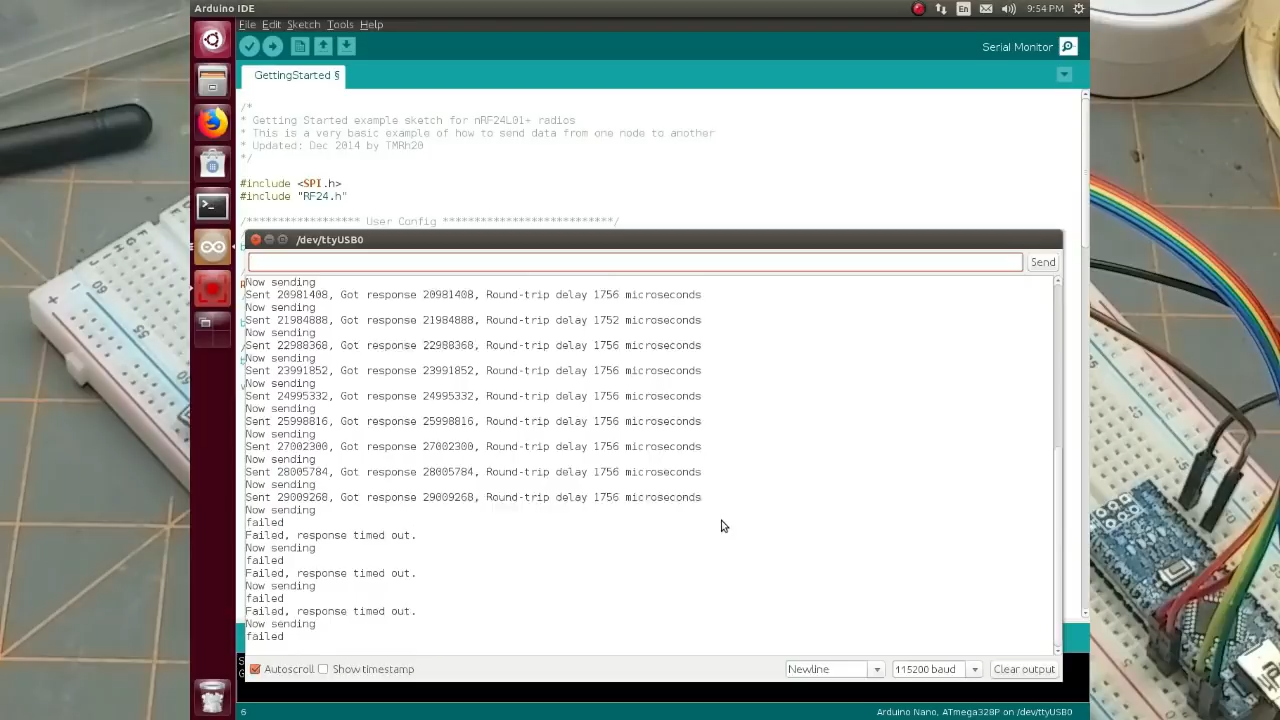 Arduino IDE
En
9:54 PM
File Edit Sketch Tools Help
Serial Monitor
GettingStarted §
/*
* Getting Started example sketch for nRF24L01+ radios
* This is a very basic example of how to send data from one node to another
* Updated: Dec 2014 by TMRh20
*/
#include <SPI.h>
#include "RF24.h"
/****************** User Config ***************************/
/dev/ttyUSB0
Send
Now sending
Sent 20981408, Got response 20981408, Round-trip delay 1756 microseconds
Now sending
Sent 21984888, Got response 21984888, Round-trip delay 1752 microseconds
Now sending
Sent 22988368, Got response 22988368, Round-trip delay 1756 microseconds
Now sending
Sent 23991852, Got response 23991852, Round-trip delay 1756 microseconds
Now sending
Sent 24995332, Got response 24995332, Round-trip delay 1756 microseconds
Now sending
Sent 25998816, Got response 25998816, Round-trip delay 1756 microseconds
Now sending
Sent 27002300, Got response 27002300, Round-trip delay 1756 microseconds
Now sending
Sent 28005784, Got response 28005784, Round-trip delay 1756 microseconds
Now sending
Sent 29009268, Got response 29009268, Round-trip delay 1756 microseconds
Now sending
failed
Failed, response timed out.
Now sending
failed
Failed, response timed out.
Now sending
failed
Failed, response timed out.
Now sending
failed
Autoscroll Show timestamp
Newline
115200 baud
Clear output
6
Arduino Nano, ATmega328P on /dev/ttyUSB0